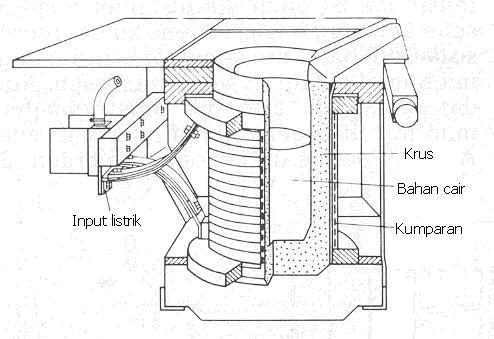 Krus
Bahan cair
Input listrik
Kumparan